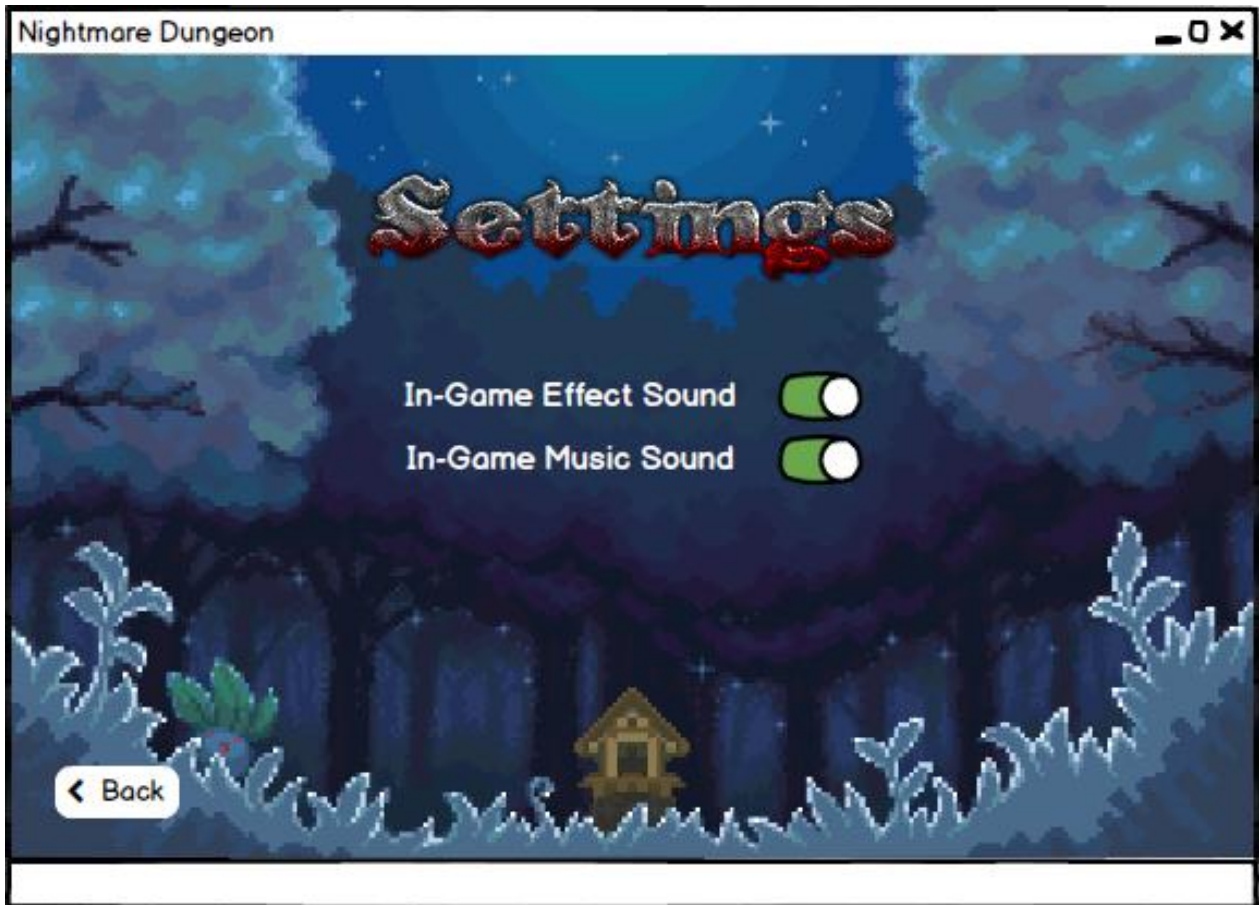 Nightmare Dungeon
Settings
In-Game Effect Sound
In-Game Music Sound
Back